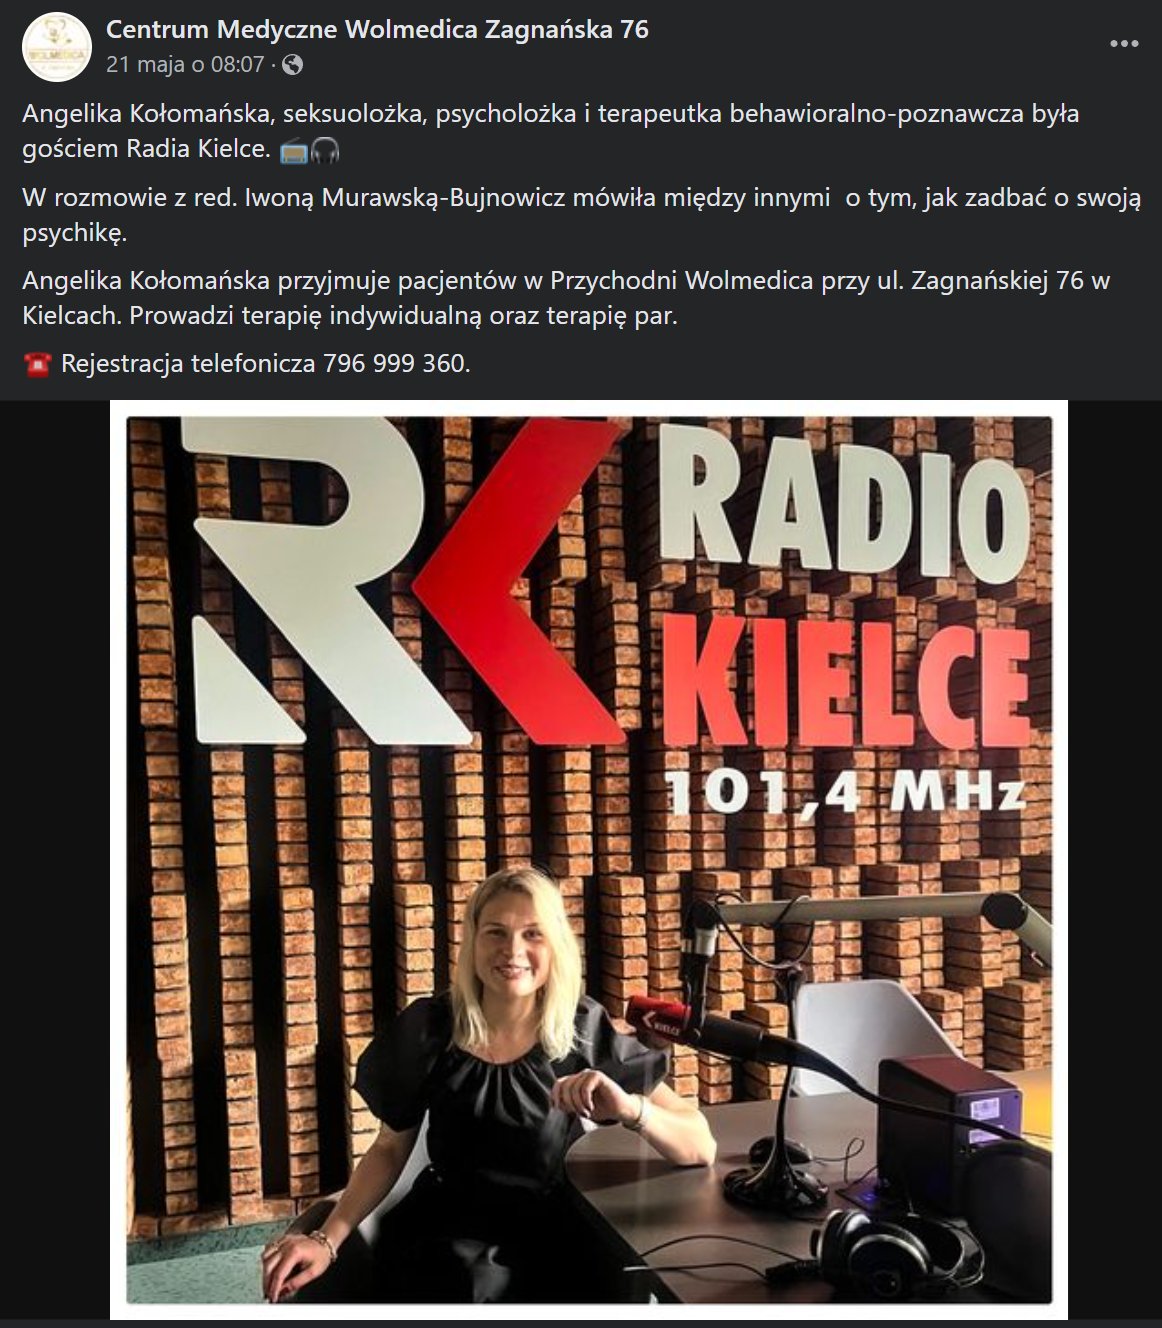 Centrum Medyczne Wolmedica Zagnańska 76
21 maja o 08:07 ·
Angelika Kołomańska, seksuolożka, psycholożka i terapeutka behawioralno-poznawcza była
gościem Radia Kielce.
W rozmowie z red. Iwoną Murawską-Bujnowicz mówiła między innymi  o tym, jak zadbać o swoją
psychikę.
Angelika Kołomańska przyjmuje pacjentów w Przychodni Wolmedica przy ul. Zagnańskiej 76 w
Kielcach. Prowadzi terapię indywidualną oraz terapię par.
Rejestracja telefonicza 796 999 360.
RK
RADIO
KIELCE
101,4 MHz
KIELCE